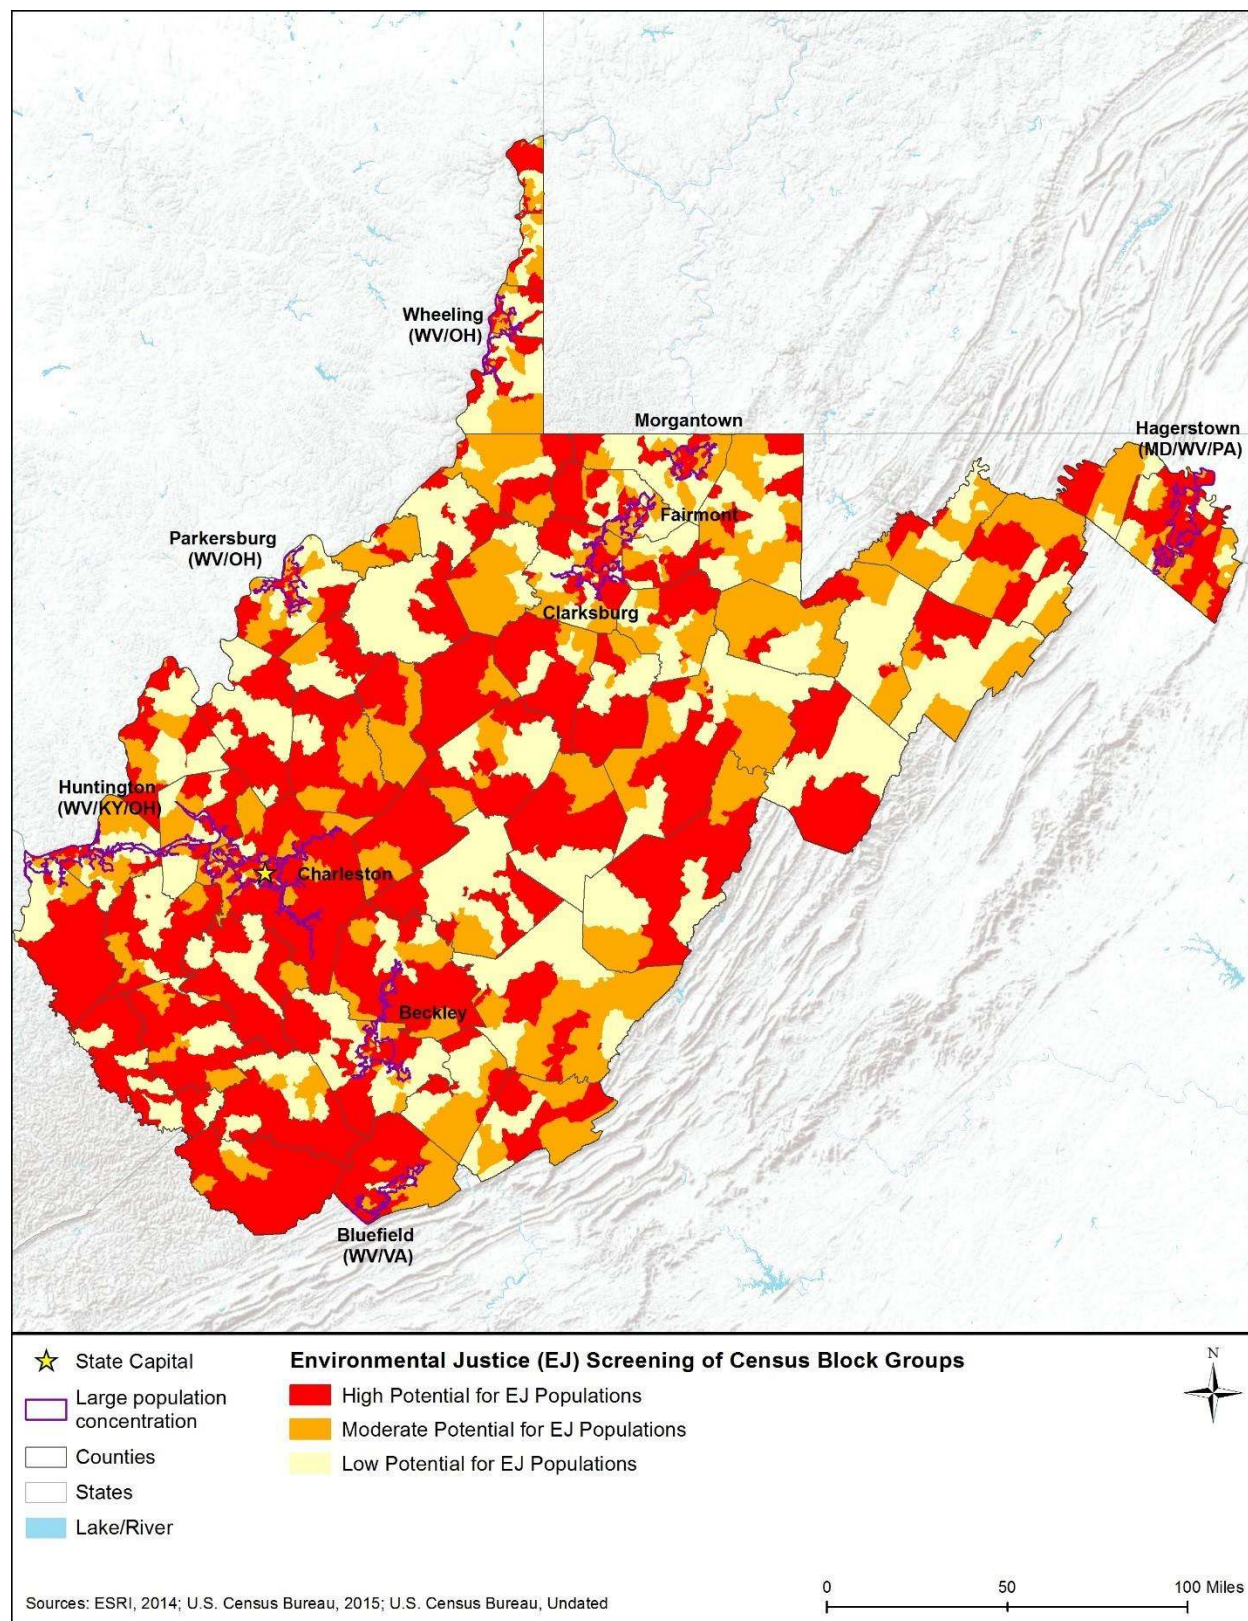 Wheeling
(WV/OH)
Morgantown
Hagerstown
(MD/WV/PA)
Fairmont
Parkersburg
(WV/OH)
Clarksburg
Huntington
(WV/KY/OH)
Charleston
Beckley
Bluefield
(WV/VA)
State Capital
Large population
concentration
Counties
States
Lake/River
Environmental Justice (EJ) Screening of Census Block Groups
High Potential for EJ Populations
Moderate Potential for EJ Populations
Low Potential for EJ Populations
N
0 50 100 Miles
Sources: ESRI, 2014; U.S. Census Bureau, 2015; U.S. Census Bureau, Undated